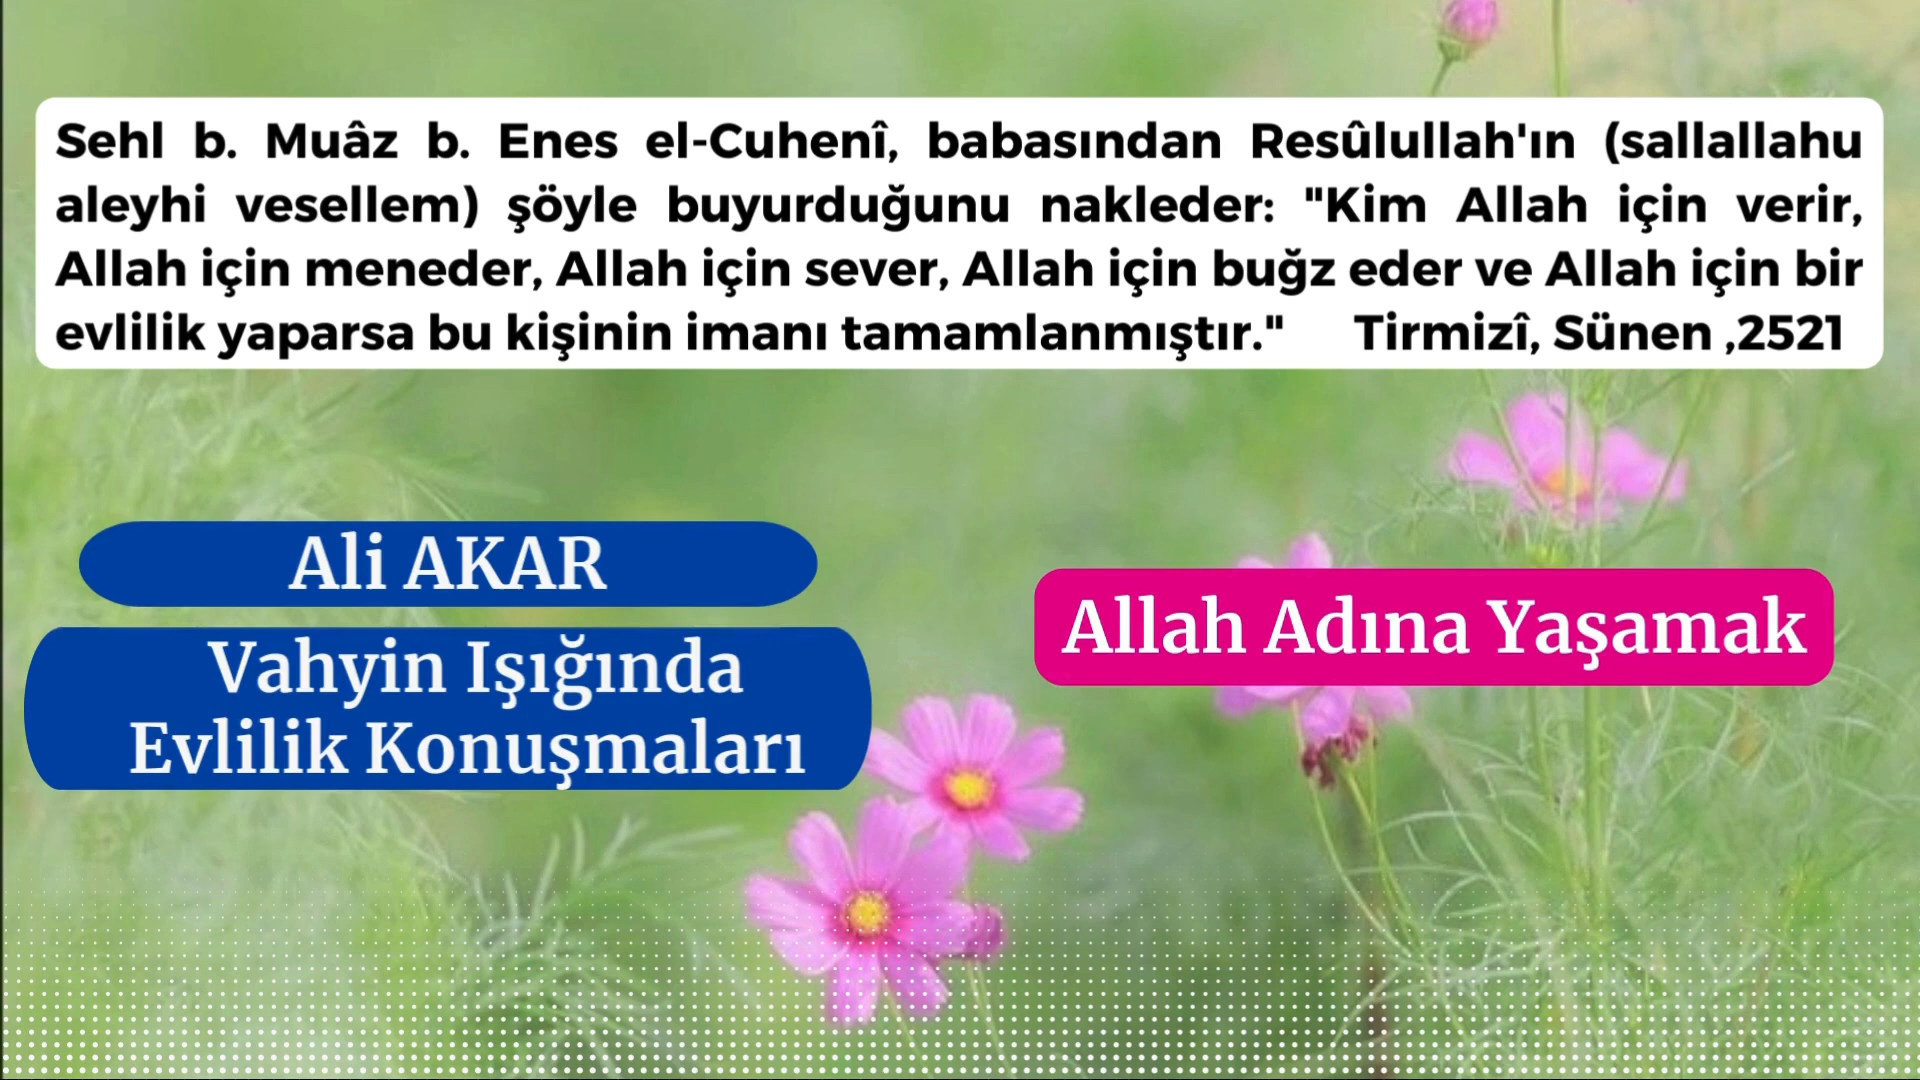 Sehl b. Muâz b. Enes el-Cuhenî, babasından Resûlullah'ın (sallallahu
aleyhi vesellem) şöyle buyurduğunu nakleder: "Kim Allah için verir,
Allah için meneder, Allah için sever, Allah için buğz eder ve Allah için bir
evlilik yaparsa bu kişinin imanı tamamlanmıştır." Tirmizî, Sünen ,2521
Ali AKAR
Vahyin Işığında
Evlilik Konuşmaları
Allah Adına Yaşamak